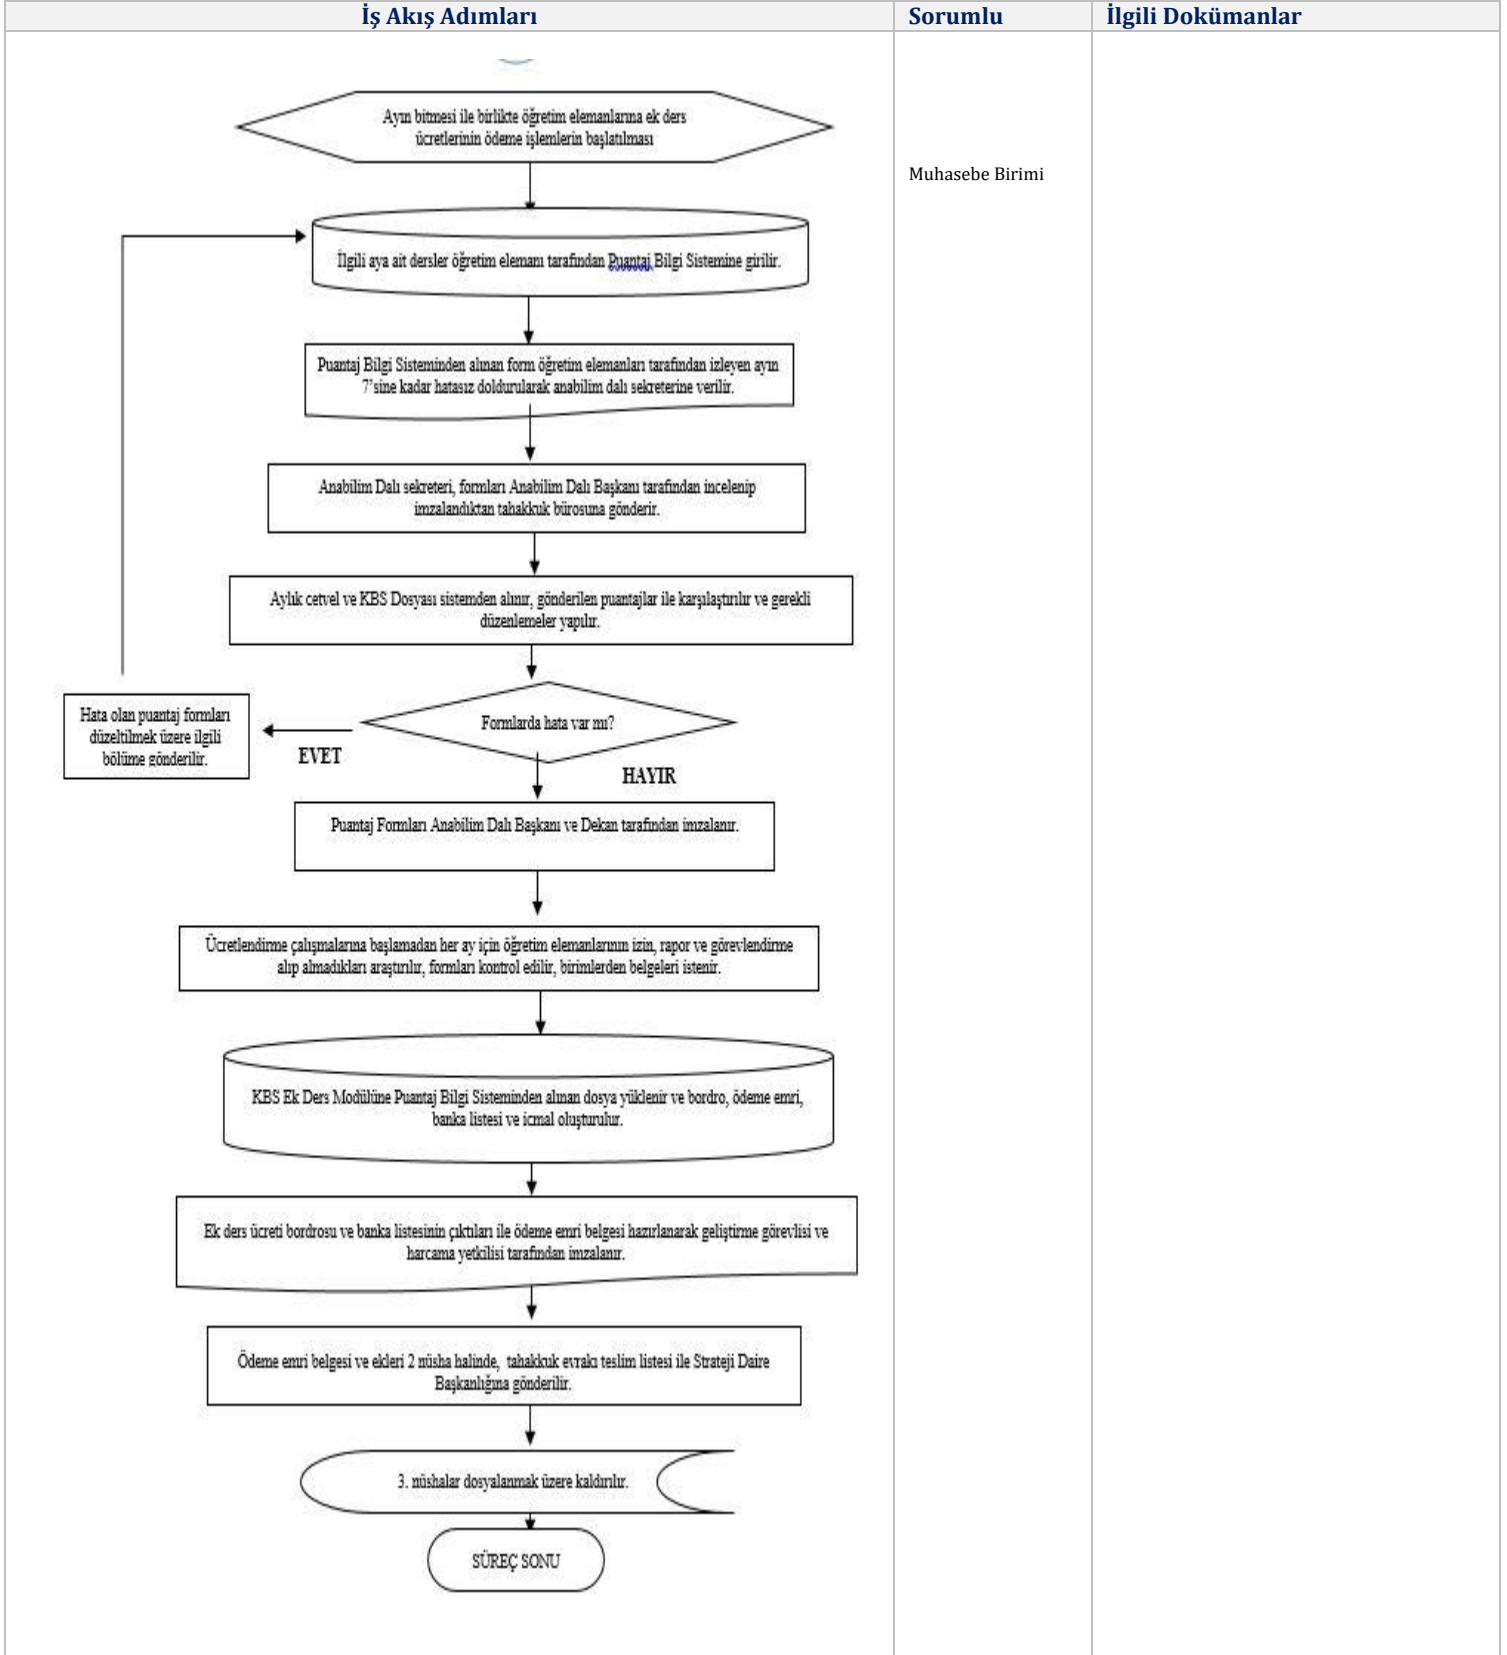 İş Akış Adımları
Sorumlu
İlgili Dokümanlar
Ayın bitmesi ile birlikte öğretim elemanlarına ek ders
ücretlerinin ödeme işlemlerin başlatılması
Muhasebe Birimi
İlgili aya ait dersler öğretim elemanı tarafından Puantaj Bilgi Sistemine girilir.
Puantaj Bilgi Sisteminden alınan form öğretim elemanları tarafından izleyen ayın
7’sine kadar hatasız doldurularak anabilim dalı sekreterine verilir.
Anabilim Dalı sekreteri, formları Anabilim Dalı Başkanı tarafından incelenip
imzalandıktan tahakkuk bürosuna gönderir.
Aylık cetvel ve KBS Dosyası sistemden alınır, gönderilen puantajlar ile karşılaştırılır ve gerekli
düzenlemeler yapılır.
Formlarda hata var mı?
Hata olan puantaj formları
düzeltilmek üzere ilgili
bölüme gönderilir.
EVET
HAYIR
Puantaj Formları Anabilim Dalı Başkanı ve Dekan tarafından imzalanır.
Ücretlendirme çalışmalarına başlamadan her ay için öğretim elemanlarının izin, rapor ve görevlendirme
alıp almadıkları araştırılır, formları kontrol edilir, birimlerden belgeleri istenir.
KBS Ek Ders Modülüne Puantaj Bilgi Sisteminden alınan dosya yüklenir ve bordro, ödeme emri,
banka listesi ve icmal oluşturulur.
Ek ders ücreti bordrosu ve banka listesinin çıktıları ile ödeme emri belgesi hazırlanarak geliştirme görevlisi ve
harcama yetkilisi tarafından imzalanır.
Ödeme emri belgesi ve ekleri 2 nüsha halinde, tahakkuk evrakı teslim listesi ile Strateji Daire
Başkanlığına gönderilir.
3. nüshalar dosyalanmak üzere kaldırılır.
SÜREÇ SONU